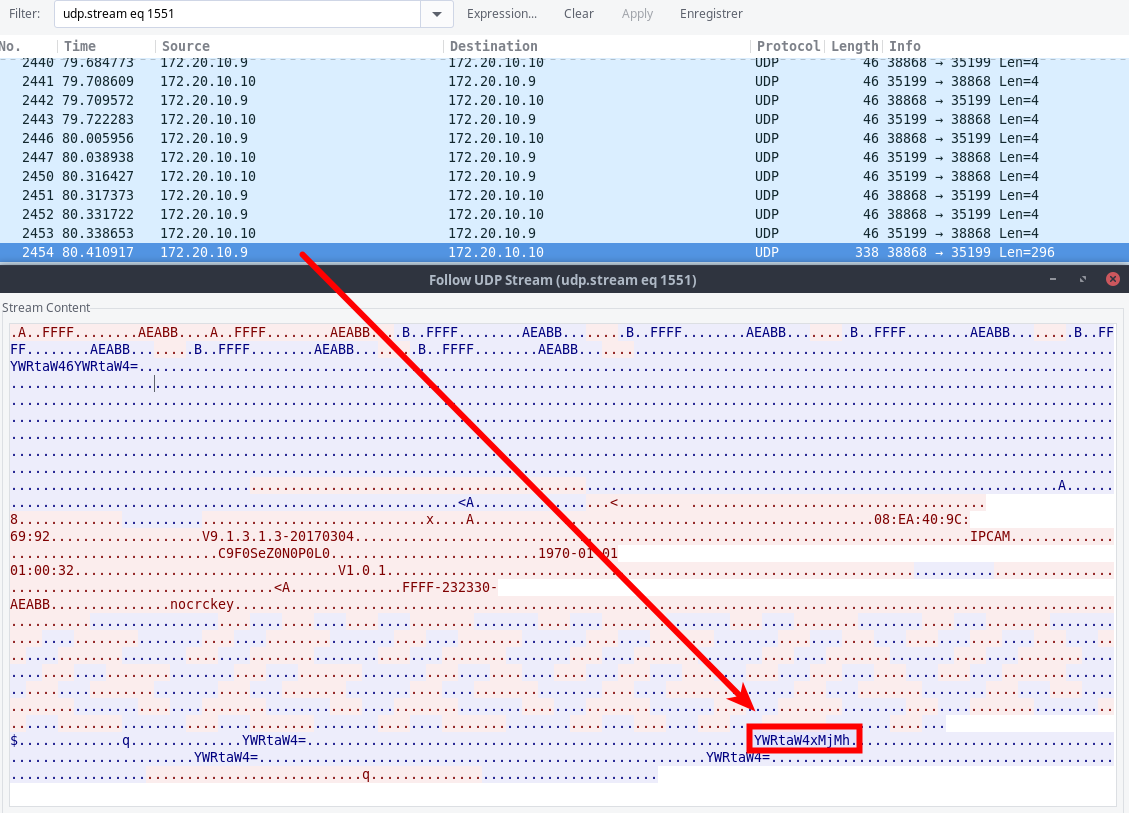 Filter: udp.stream eq 1551 Expression... Clear Apply Enregistrer
No. Time Source Destination Protocol Length Info
2440 79.684773 172.20.10.9 172.20.10.10 UDP 46 38868 → 35199 Len=4
2441 79.708609 172.20.10.10 172.20.10.9 UDP 46 35199 → 38868 Len=4
2442 79.709572 172.20.10.9 172.20.10.10 UDP 46 38868 → 35199 Len=4
2443 79.722283 172.20.10.10 172.20.10.9 UDP 46 38868 → 35199 Len=4
2446 80.005956 172.20.10.9 172.20.10.10 UDP 46 38868 → 35199 Len=4
2447 80.038938 172.20.10.10 172.20.10.9 UDP 46 35199 → 38868 Len=4
2450 80.316427 172.20.10.10 172.20.10.9 UDP 46 35199 → 38868 Len=4
2451 80.317373 172.20.10.9 172.20.10.10 UDP 46 38868 → 35199 Len=4
2452 80.331722 172.20.10.9 172.20.10.10 UDP 46 38868 → 35199 Len=4
2453 80.338653 172.20.10.10 172.20.10.9 UDP 46 35199 → 38868 Len=4
2454 80.410917 172.20.10.9 172.20.10.10 UDP 338 38868 → 35199 Len=296
Follow UDP Stream (udp.stream eq 1551)
Stream Content
.A..FFFF........AEABB....A..FFFF........AEABB....B..FFFF........AEABB.......B..FFFF........AEABB.......B..FFFF........AEABB.......B..FF
FF........AEABB........B..FFFF........AEABB........B..FFFF........AEABB.......
YWRtaW46YWRtaW4=
A
<A <
8 x A 08:EA:40:9C:
69:92 V9.1.3.1.3-20170304 IPCAM
C9F0SeZ0N0P0L0 1970-01-01
01:00:32 V1.0.1
<A FFFF-232330-
AEABB nocrckey
$ q YWRtaW4= YWRtaW4xMjMh.
YWRtaW4= YWRtaW4=
q